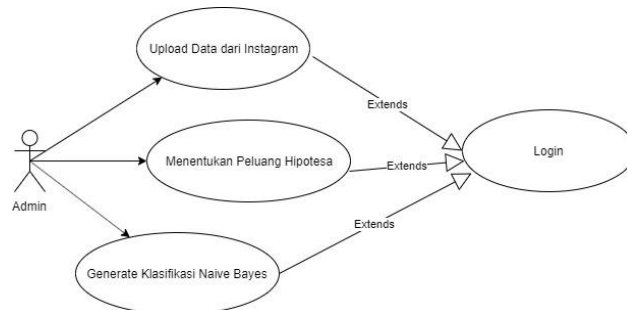 Upload Data dari Instagram
Extends
Menentukan Peluang Hipotesa
Extends
Login
Admin
Extends
Generate Klasifikasi Naive Bayes